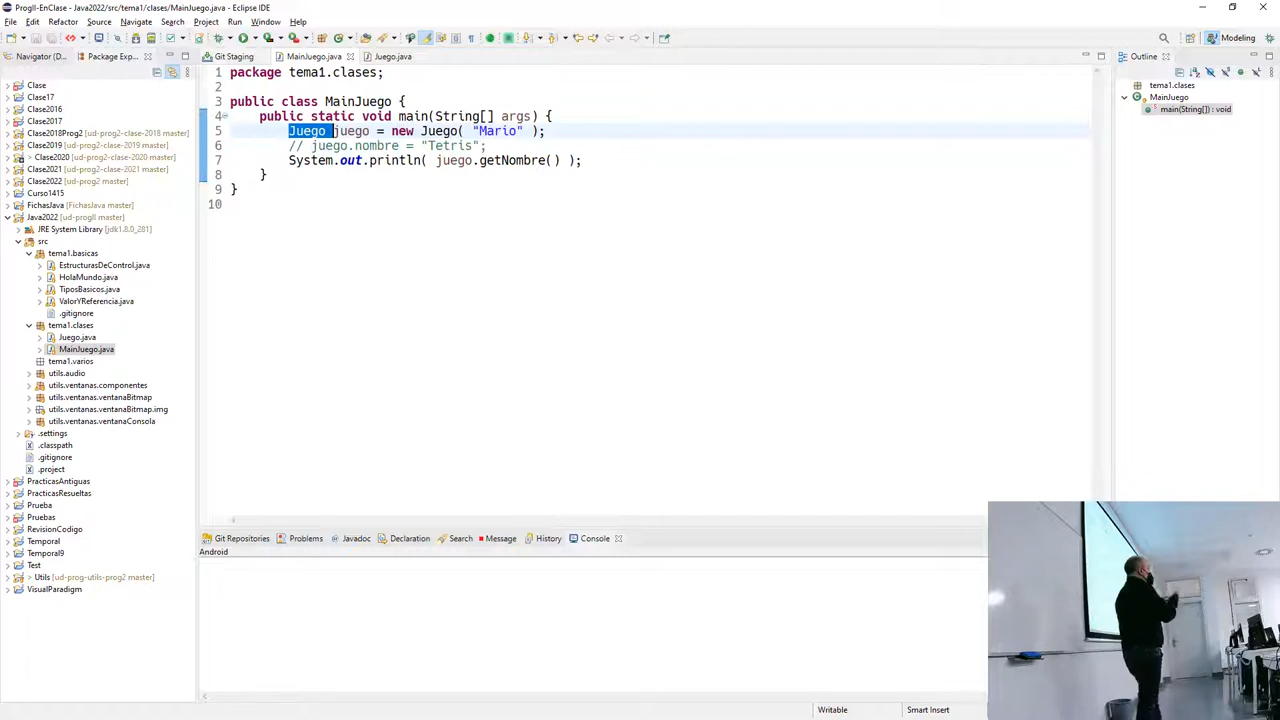 ProgII-EnClase - Java2022/src/tema1/clases/MainJuego.java - Eclipse IDE
File Edit Refactor Source Navigate Search Project Run Window Help
Modeling
Navigator (D...
Package Exp...
Clase
Clase17
Clase2016
Clase2017
Clase2018Prog2 [ud-prog2-clase-2018 master]
Clase2019 [ud-prog2-clase-2019 master]
> Clase2020 [ud-prog2-clase-2020 master]
Clase2021 [ud-prog2-clase-2021 master]
Clase2022 [ud-prog2 master]
Curso1415
FichasJava [FichasJava master]
Java2022 [ud-progII master]
JRE System Library [jdk1.8.0_281]
src
tema1.basicas
EstructurasDeControl.java
HolaMundo.java
TiposBasicos.java
ValorYReferencia.java
.gitignore
tema1.clases
Juego.java
MainJuego.java
tema1.varios
utils.audio
utils.ventanas.componentes
utils.ventanas.ventanaBitmap
utils.ventanas.ventanaBitmap.img
utils.ventanas.ventanaConsola
.settings
.classpath
.gitignore
.project
PracticasAntiguas
PracticasResueltas
Prueba
Pruebas
RevisionCodigo
Temporal
Temporal9
Test
> Utils [ud-prog-utils-prog2 master]
VisualParadigm
Git Staging
MainJuego.java
Juego.java
1 package tema1.clases;
2
3 public class MainJuego {
4 public static void main(String[] args) {
5 Juego juego = new Juego( "Mario" );
6 // juego.nombre = "Tetris";
7 System.out.println( juego.getNombre() );
8 }
9 }
10
Outline
tema1.clases
MainJuego
main(String[]) : void
Git Repositories Problems Javadoc Declaration Search Message History Console
Android
Writable
Smart Insert